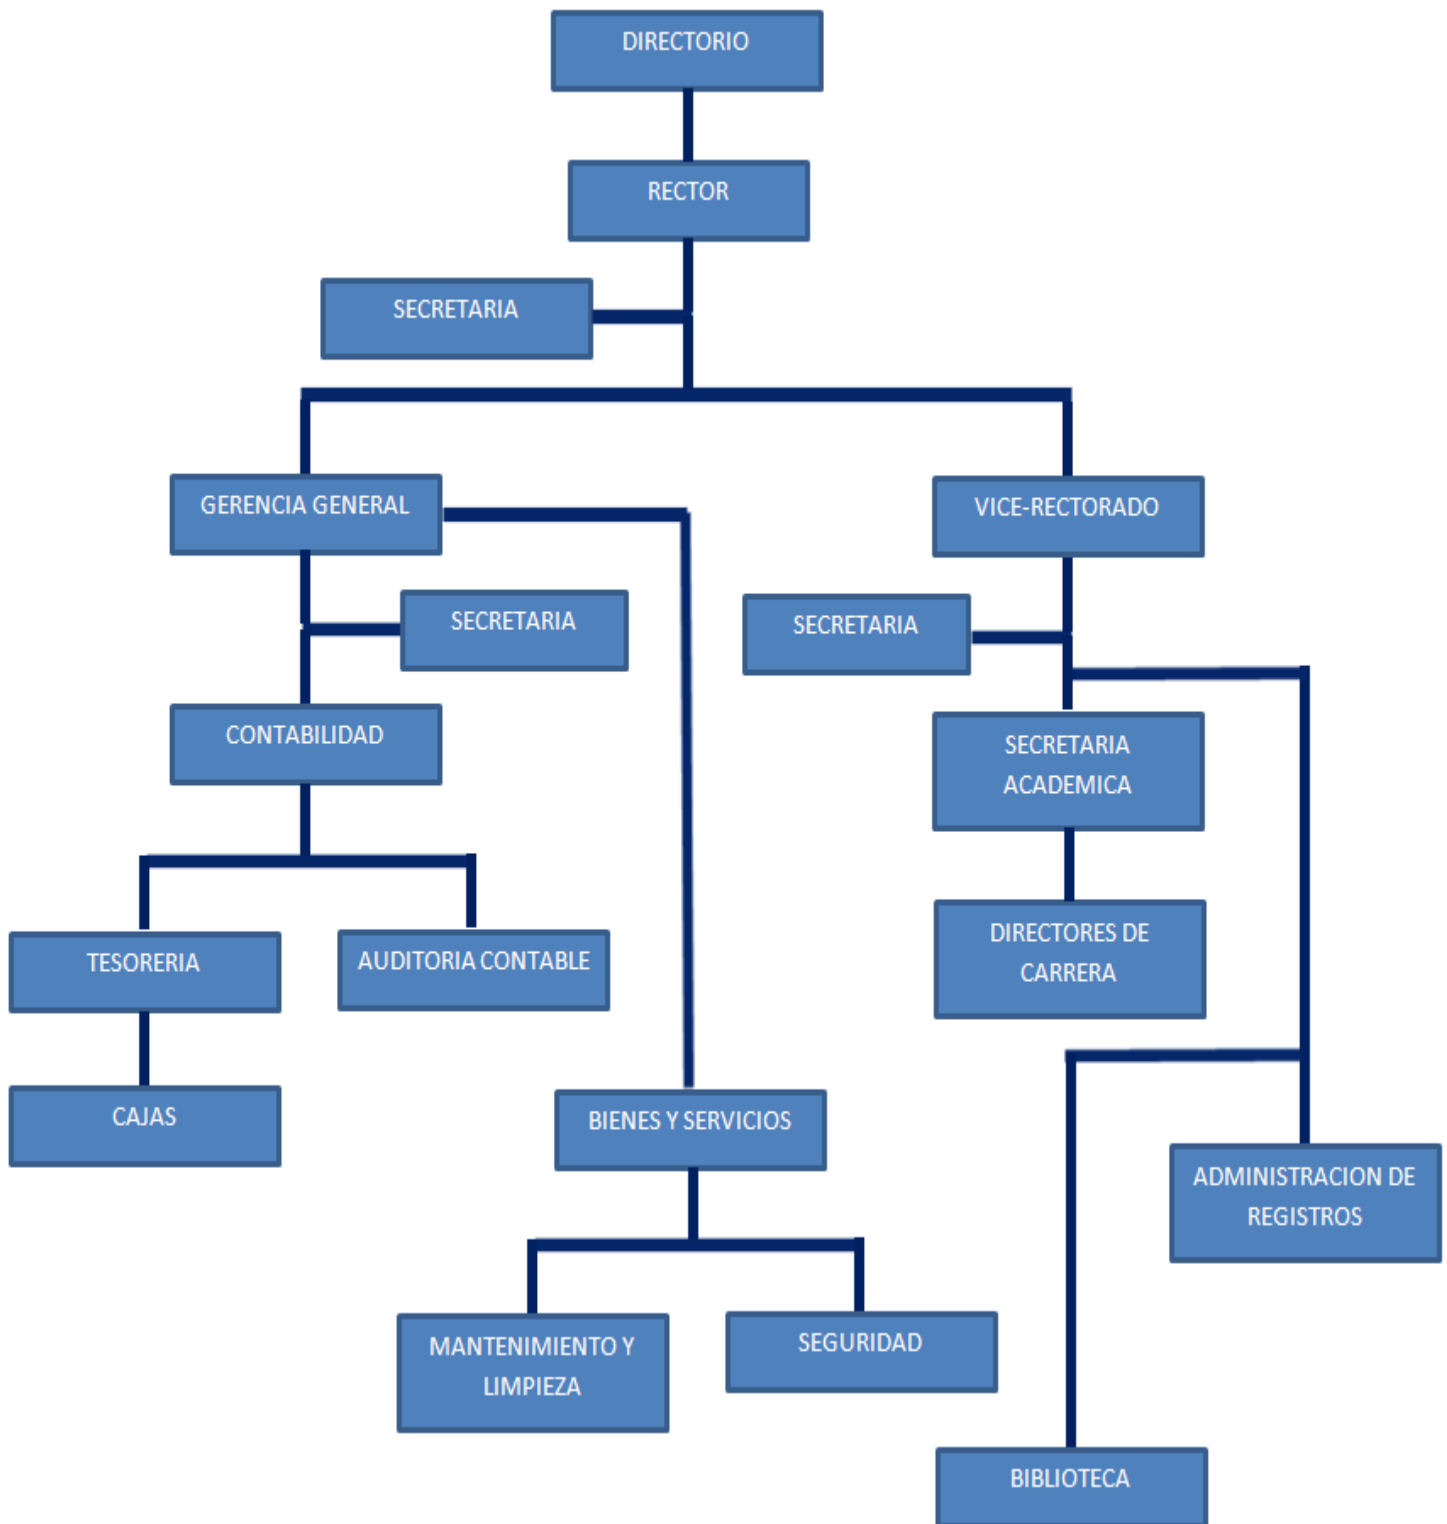 DIRECTORIO
RECTOR
SECRETARIA
GERENCIA GENERAL
VICE-RECTORADO
SECRETARIA
SECRETARIA
CONTABILIDAD
SECRETARIA
ACADEMICA
DIRECTORES DE
CARRERA
TESORERIA
AUDITORIA CONTABLE
CAJAS
BIENES Y SERVICIOS
ADMINISTRACION DE
REGISTROS
MANTENIMIENTO Y
LIMPIEZA
SEGURIDAD
BIBLIOTECA